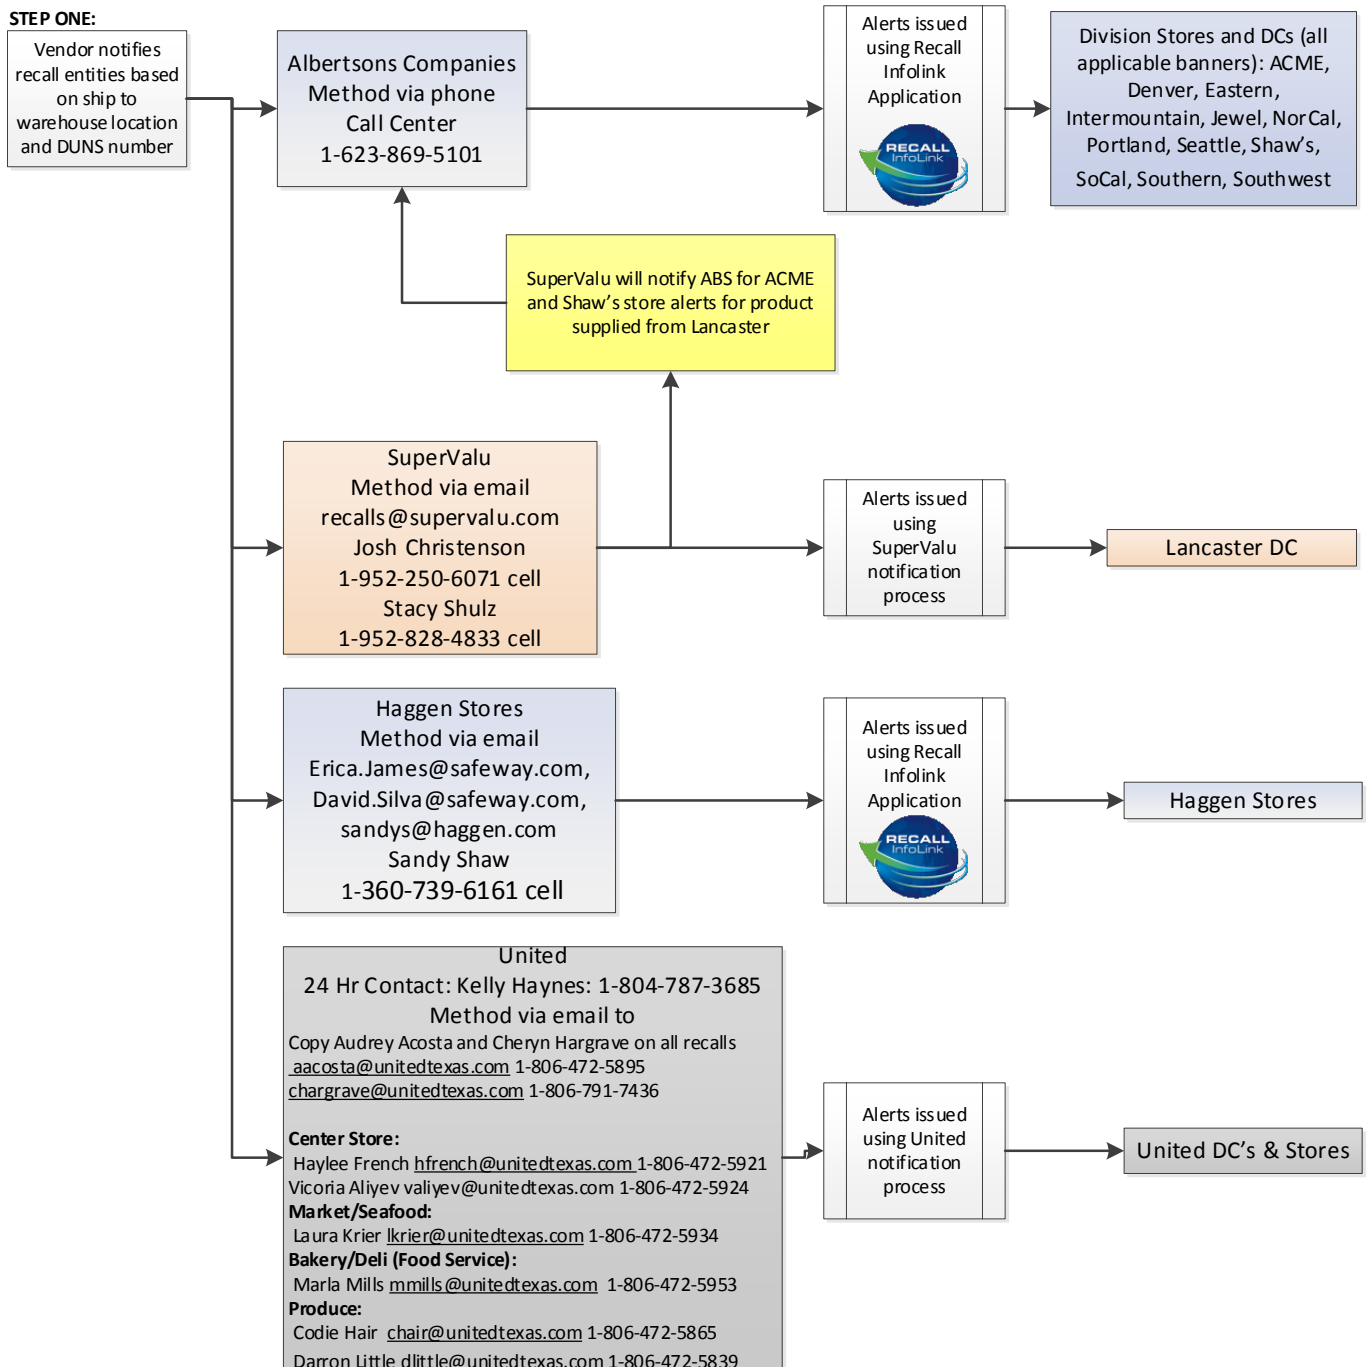 STEP ONE:
Vendor notifies
recall entities based
on ship to
warehouse location
and DUNS number
Albertsons Companies
Method via phone
Call Center
1-623-869-5101
Alerts issued
using Recall
Infolink
Application
RECALL
InfoLink
Division Stores and DCs (all
applicable banners): ACME,
Denver, Eastern,
Intermountain, Jewel, NorCal,
Portland, Seattle, Shaw's,
SoCal, Southern, Southwest
SuperValu will notify ABS for ACME
and Shaw's store alerts for product
supplied from Lancaster
SuperValu
Method via email
recalls@supervalu.com
Josh Christenson
1-952-250-6071 cell
Stacy Shulz
1-952-828-4833 cell
Alerts issued
using
SuperValu
notification
process
Lancaster DC
Haggen Stores
Method via email
Erica.James@safeway.com,
David.Silva@safeway.com,
sandys@haggen.com
Sandy Shaw
1-360-739-6161 cell
Alerts issued
using Recall
Infolink
Application
RECALL
InfoLink
Haggen Stores
United
24 Hr Contact: Kelly Haynes: 1-804-787-3685
Method via email to
Copy Audrey Acosta and Cheryn Hargrave on all recalls
aacosta@unitedtexas.com 1-806-472-5895
chargrave@unitedtexas.com 1-806-791-7436
Center Store:
Haylee French hfrench@unitedtexas.com 1-806-472-5921
Vicoria Aliyev valiyev@unitedtexas.com 1-806-472-5924
Market/Seafood:
Laura Krier lkrier@unitedtexas.com 1-806-472-5934
Bakery/Deli (Food Service):
Marla Mills mmills@unitedtexas.com 1-806-472-5953
Produce:
Codie Hair chair@unitedtexas.com 1-806-472-5865
Darron Little dlittle@unitedtexas.com 1-806-472-5839
Alerts issued
using United
notification
process
United DC's & Stores